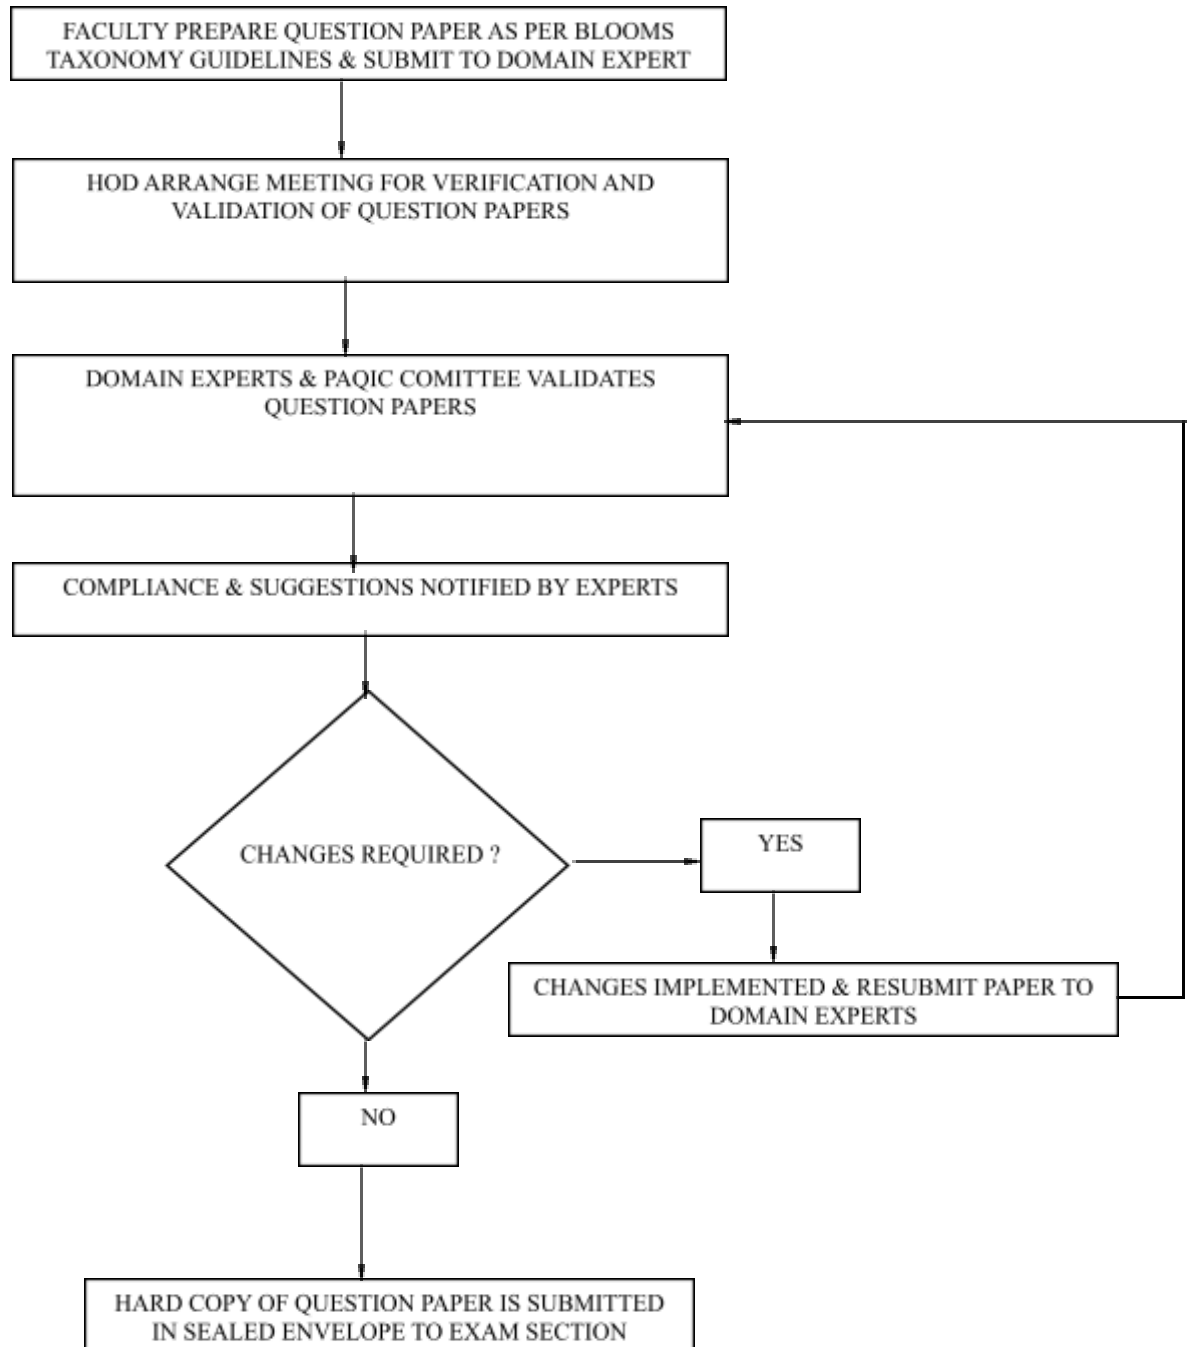 FACULTY PREPARE QUESTION PAPER AS PER BLOOMS
TAXONOMY GUIDELINES & SUBMIT TO DOMAIN EXPERT
HOD ARRANGE MEETING FOR VERIFICATION AND
VALIDATION OF QUESTION PAPERS
DOMAIN EXPERTS & PAQIC COMITTEE VALIDATES
QUESTION PAPERS
COMPLIANCE & SUGGESTIONS NOTIFIED BY EXPERTS
CHANGES REQUIRED ?
YES
CHANGES IMPLEMENTED & RESUBMIT PAPER TO
DOMAIN EXPERTS
NO
HARD COPY OF QUESTION PAPER IS SUBMITTED
IN SEALED ENVELOPE TO EXAM SECTION